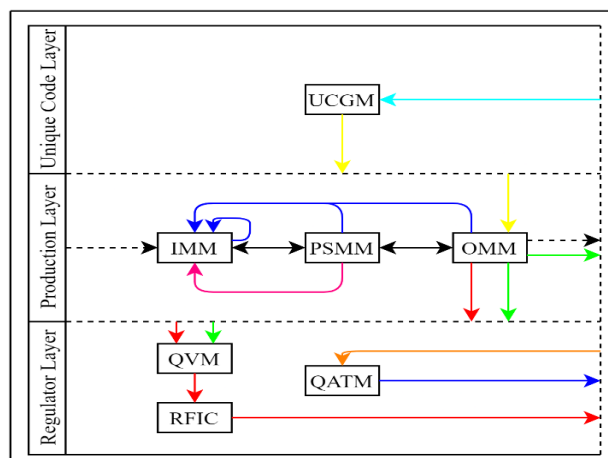 Unique Code Layer
UCGM
Production Layer
IMM
PSMM
OMM
Regulator Layer
QVM
QATM
RFIC